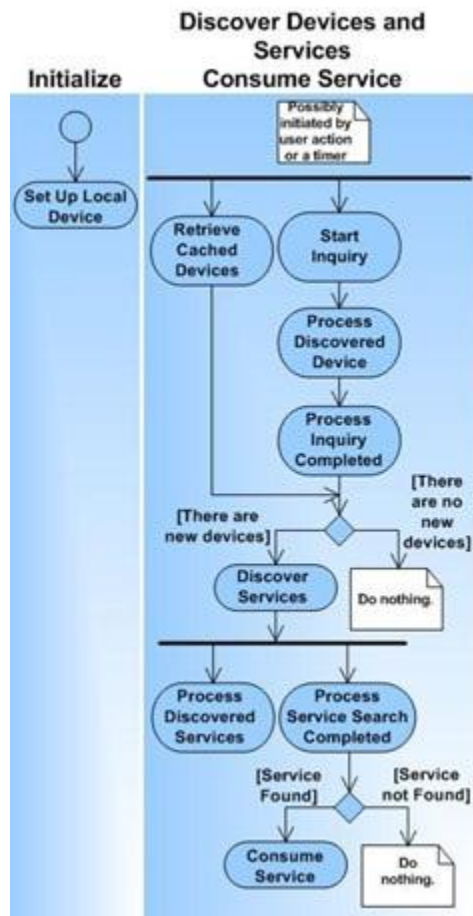 Discover Devices and
Services
Initialize
Consume Service
Possibly
initiated by
user action
or a timer
Set Up Local
Device
Retrieve
Cached
Devices
Start
Inquiry
Process
Discovered
Device
Process
Inquiry
Completed
[There are
new devices]
[There
are no
new
devices]
Discover
Services
Do nothing.
Process
Discovered
Services
Process
Service Search
Completed
[Service
Found]
[Service
not Found]
Consume
Service
Do
nothing.